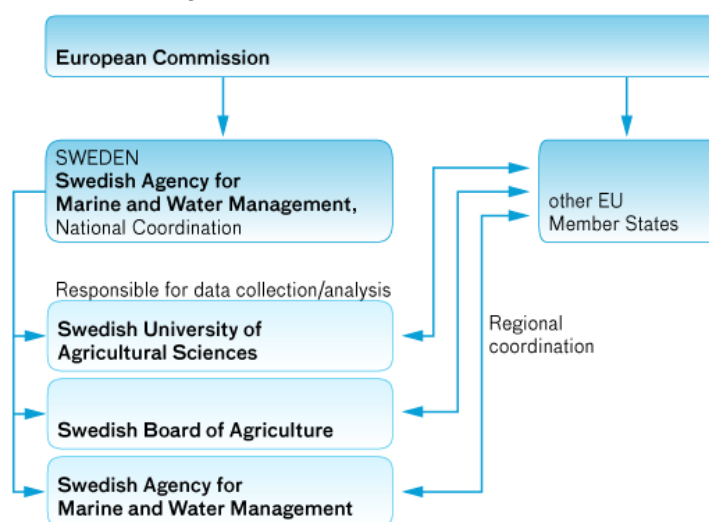 European Commission
SWEDEN
Swedish Agency for
Marine and Water Management,
National Coordination
other EU
Member States
Responsible for data collection/analysis
Swedish University of
Agricultural Sciences
Regional
coordination
Swedish Board of Agriculture
Swedish Agency for
Marine and Water Management